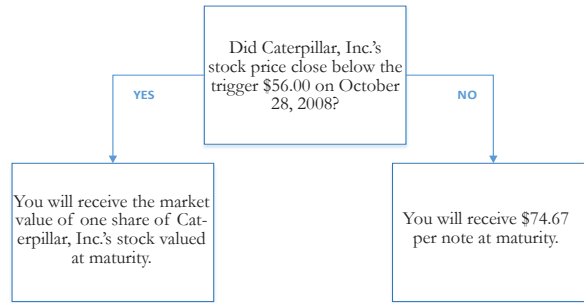 Did Caterpillar, Inc.'s
stock price close below the
trigger $56.00 on October
28, 2008?
YES
NO
You will receive the market
value of one share of Cat-
erpillar, Inc.'s stock valued
at maturity.
You will receive $74.67
per note at maturity.